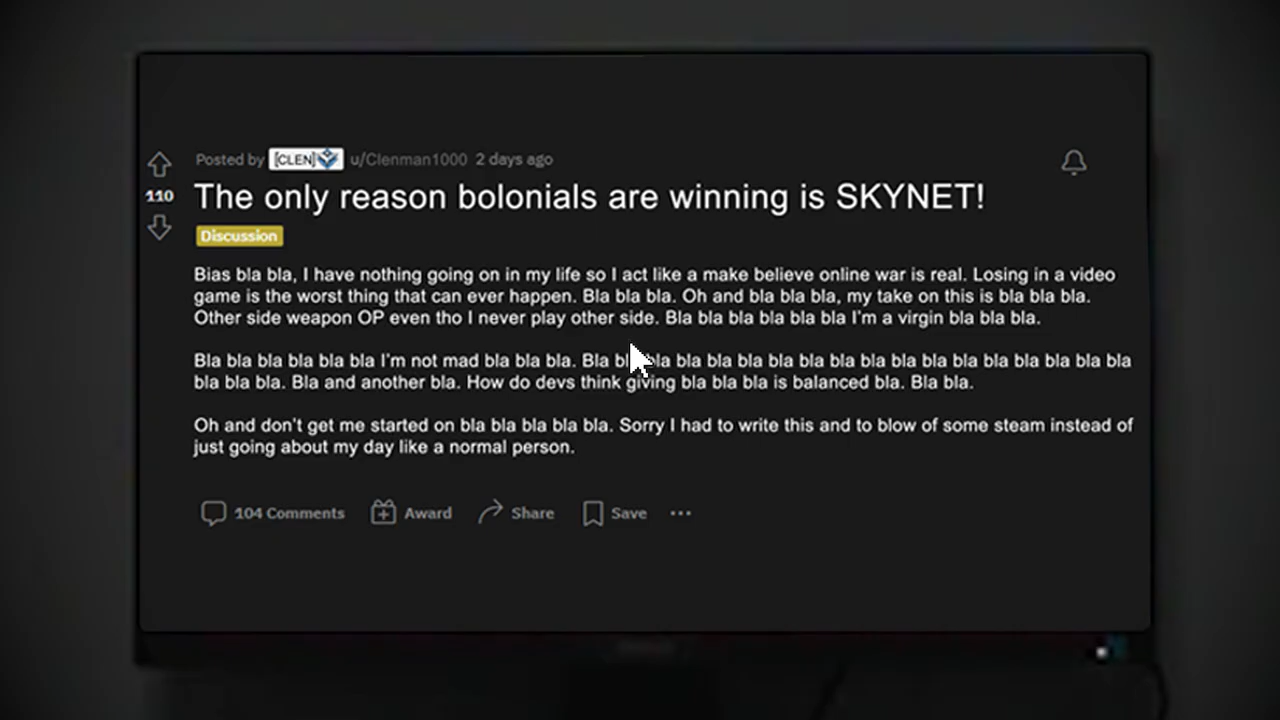 Posted by [CLEN] u/Clenman1000 2 days ago
110
The only reason bolonials are winning is SKYNET!
Discussion
Bias bla bla, I have nothing going on in my life so I act like a make believe online war is real. Losing in a video
game is the worst thing that can ever happen. Bla bla bla. Oh and bla bla bla, my take on this is bla bla bla.
Other side weapon OP even tho I never play other side. Bla bla bla bla bla bla I'm a virgin bla bla bla.
Bla bla bla bla bla bla I'm not mad bla bla bla. Bla bla bla bla bla bla bla bla bla bla bla bla bla bla bla bla bla bla
bla bla bla. Bla and another bla. How do devs think giving bla bla bla is balanced bla. Bla bla.
Oh and don't get me started on bla bla bla bla bla. Sorry I had to write this and to blow of some steam instead of
just going about my day like a normal person.
104 Comments Award Share Save